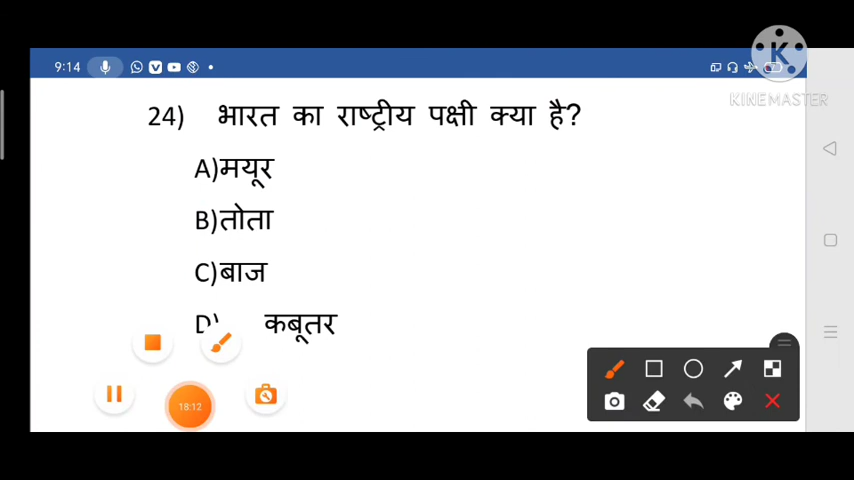 KINEMASTER
9:14
24) भारत का राष्ट्रीय पक्षी क्या है?
A)मयूर
B)तोता
C)बाज
D) कबूतर
18:12